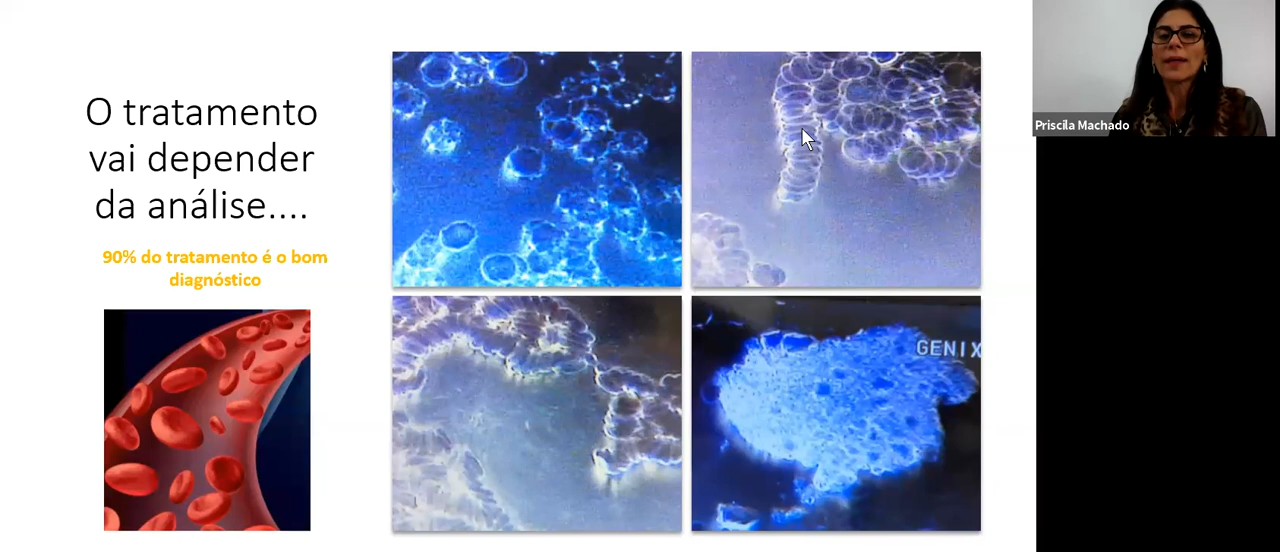 O tratamento
vai depender
da análise....
90% do tratamento é o bom
diagnóstico
GENIX
Priscila Machado